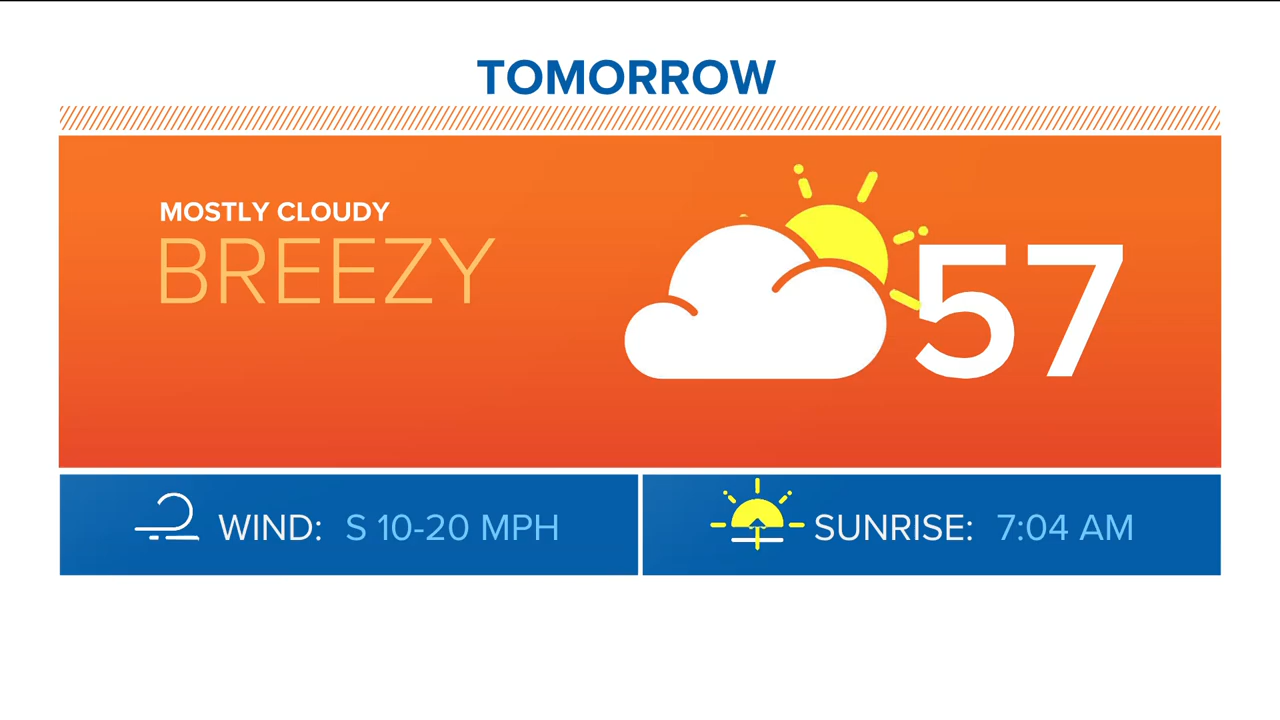 TOMORROW
MOSTLY CLOUDY
BREEZY
57
WIND: S 10-20 MPH
SUNRISE: 7:04 AM